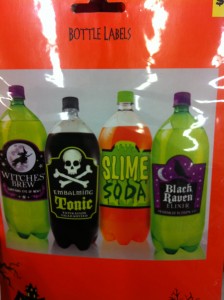 BOTTLE LABELS
WITCHES'
BREW
EMBALMING
Tonic
SLIME
SODA
Black
Raven
ELIXIR